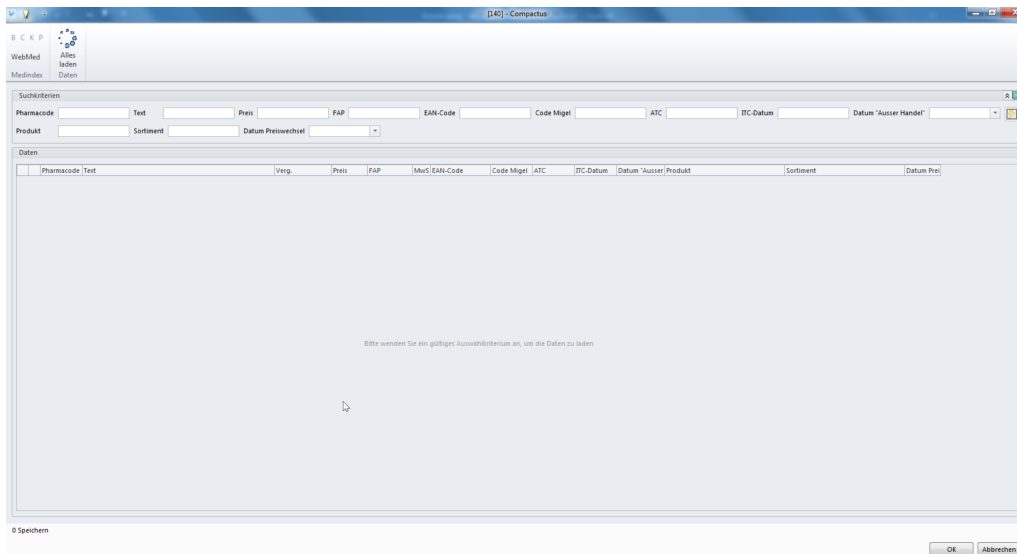 [140] - Compactus
B C K P
WebMed
Alles laden
Medindex
Daten
Suchkriterien
Pharmacode Text Preis FAP EAN-Code Code Migel ATC ITC-Datum Datum "Ausser Handel"
Produkt Sortiment Datum Preiswechsel
Daten
Pharmacode Text Verg. Preis FAP MwS EAN-Code Code Migel ATC ITC-Datum Datum "Ausser Produkt Sortiment Datum Prei
Bitte wenden Sie ein gültiges Auswahlkriterium an, um die Daten zu laden
0 Speichern
OK Abbrechen